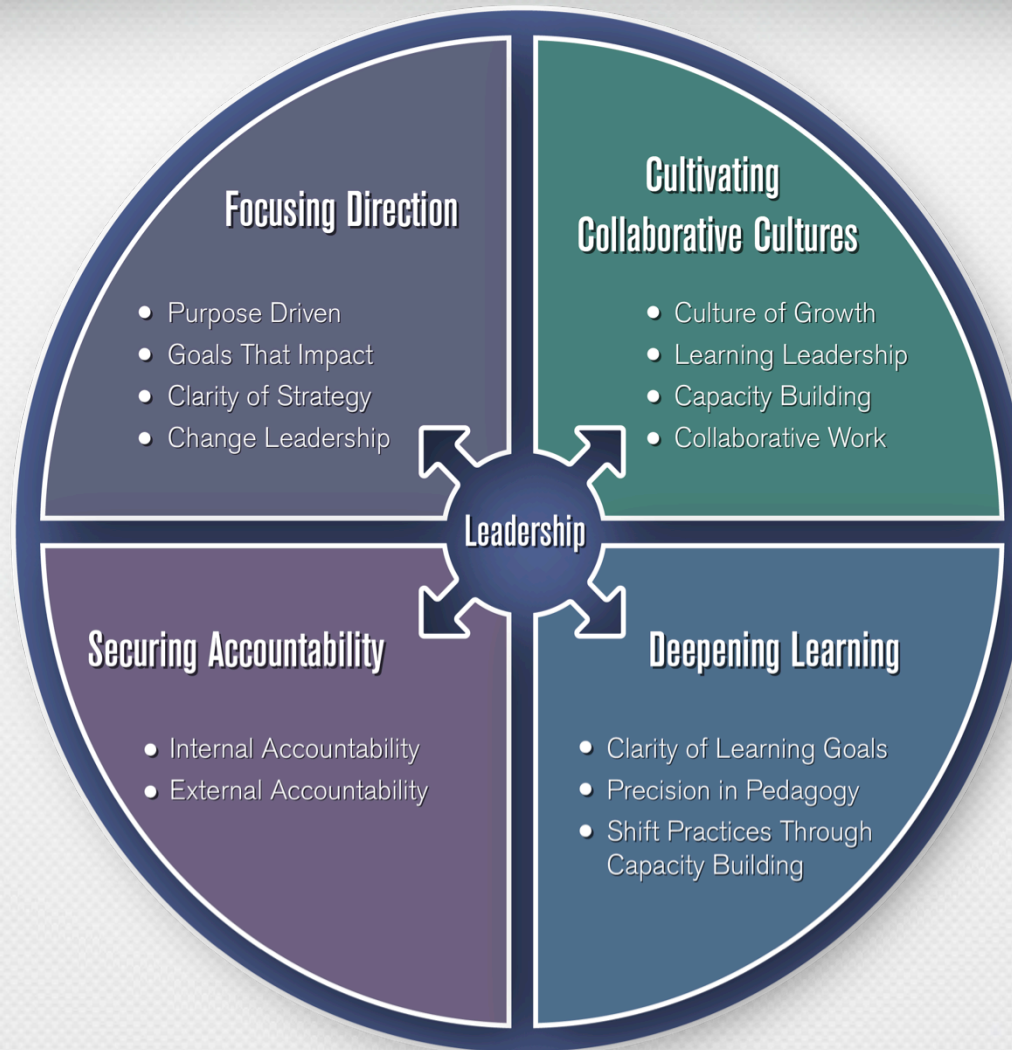 Focusing Direction
• Purpose Driven
• Goals That Impact
• Clarity of Strategy
• Change Leadership
Cultivating
Collaborative Cultures
• Culture of Growth
• Learning Leadership
• Capacity Building
• Collaborative Work
Leadership
Securing Accountability
• Internal Accountability
• External Accountability
Deepening Learning
• Clarity of Learning Goals
• Precision in Pedagogy
• Shift Practices Through
Capacity Building